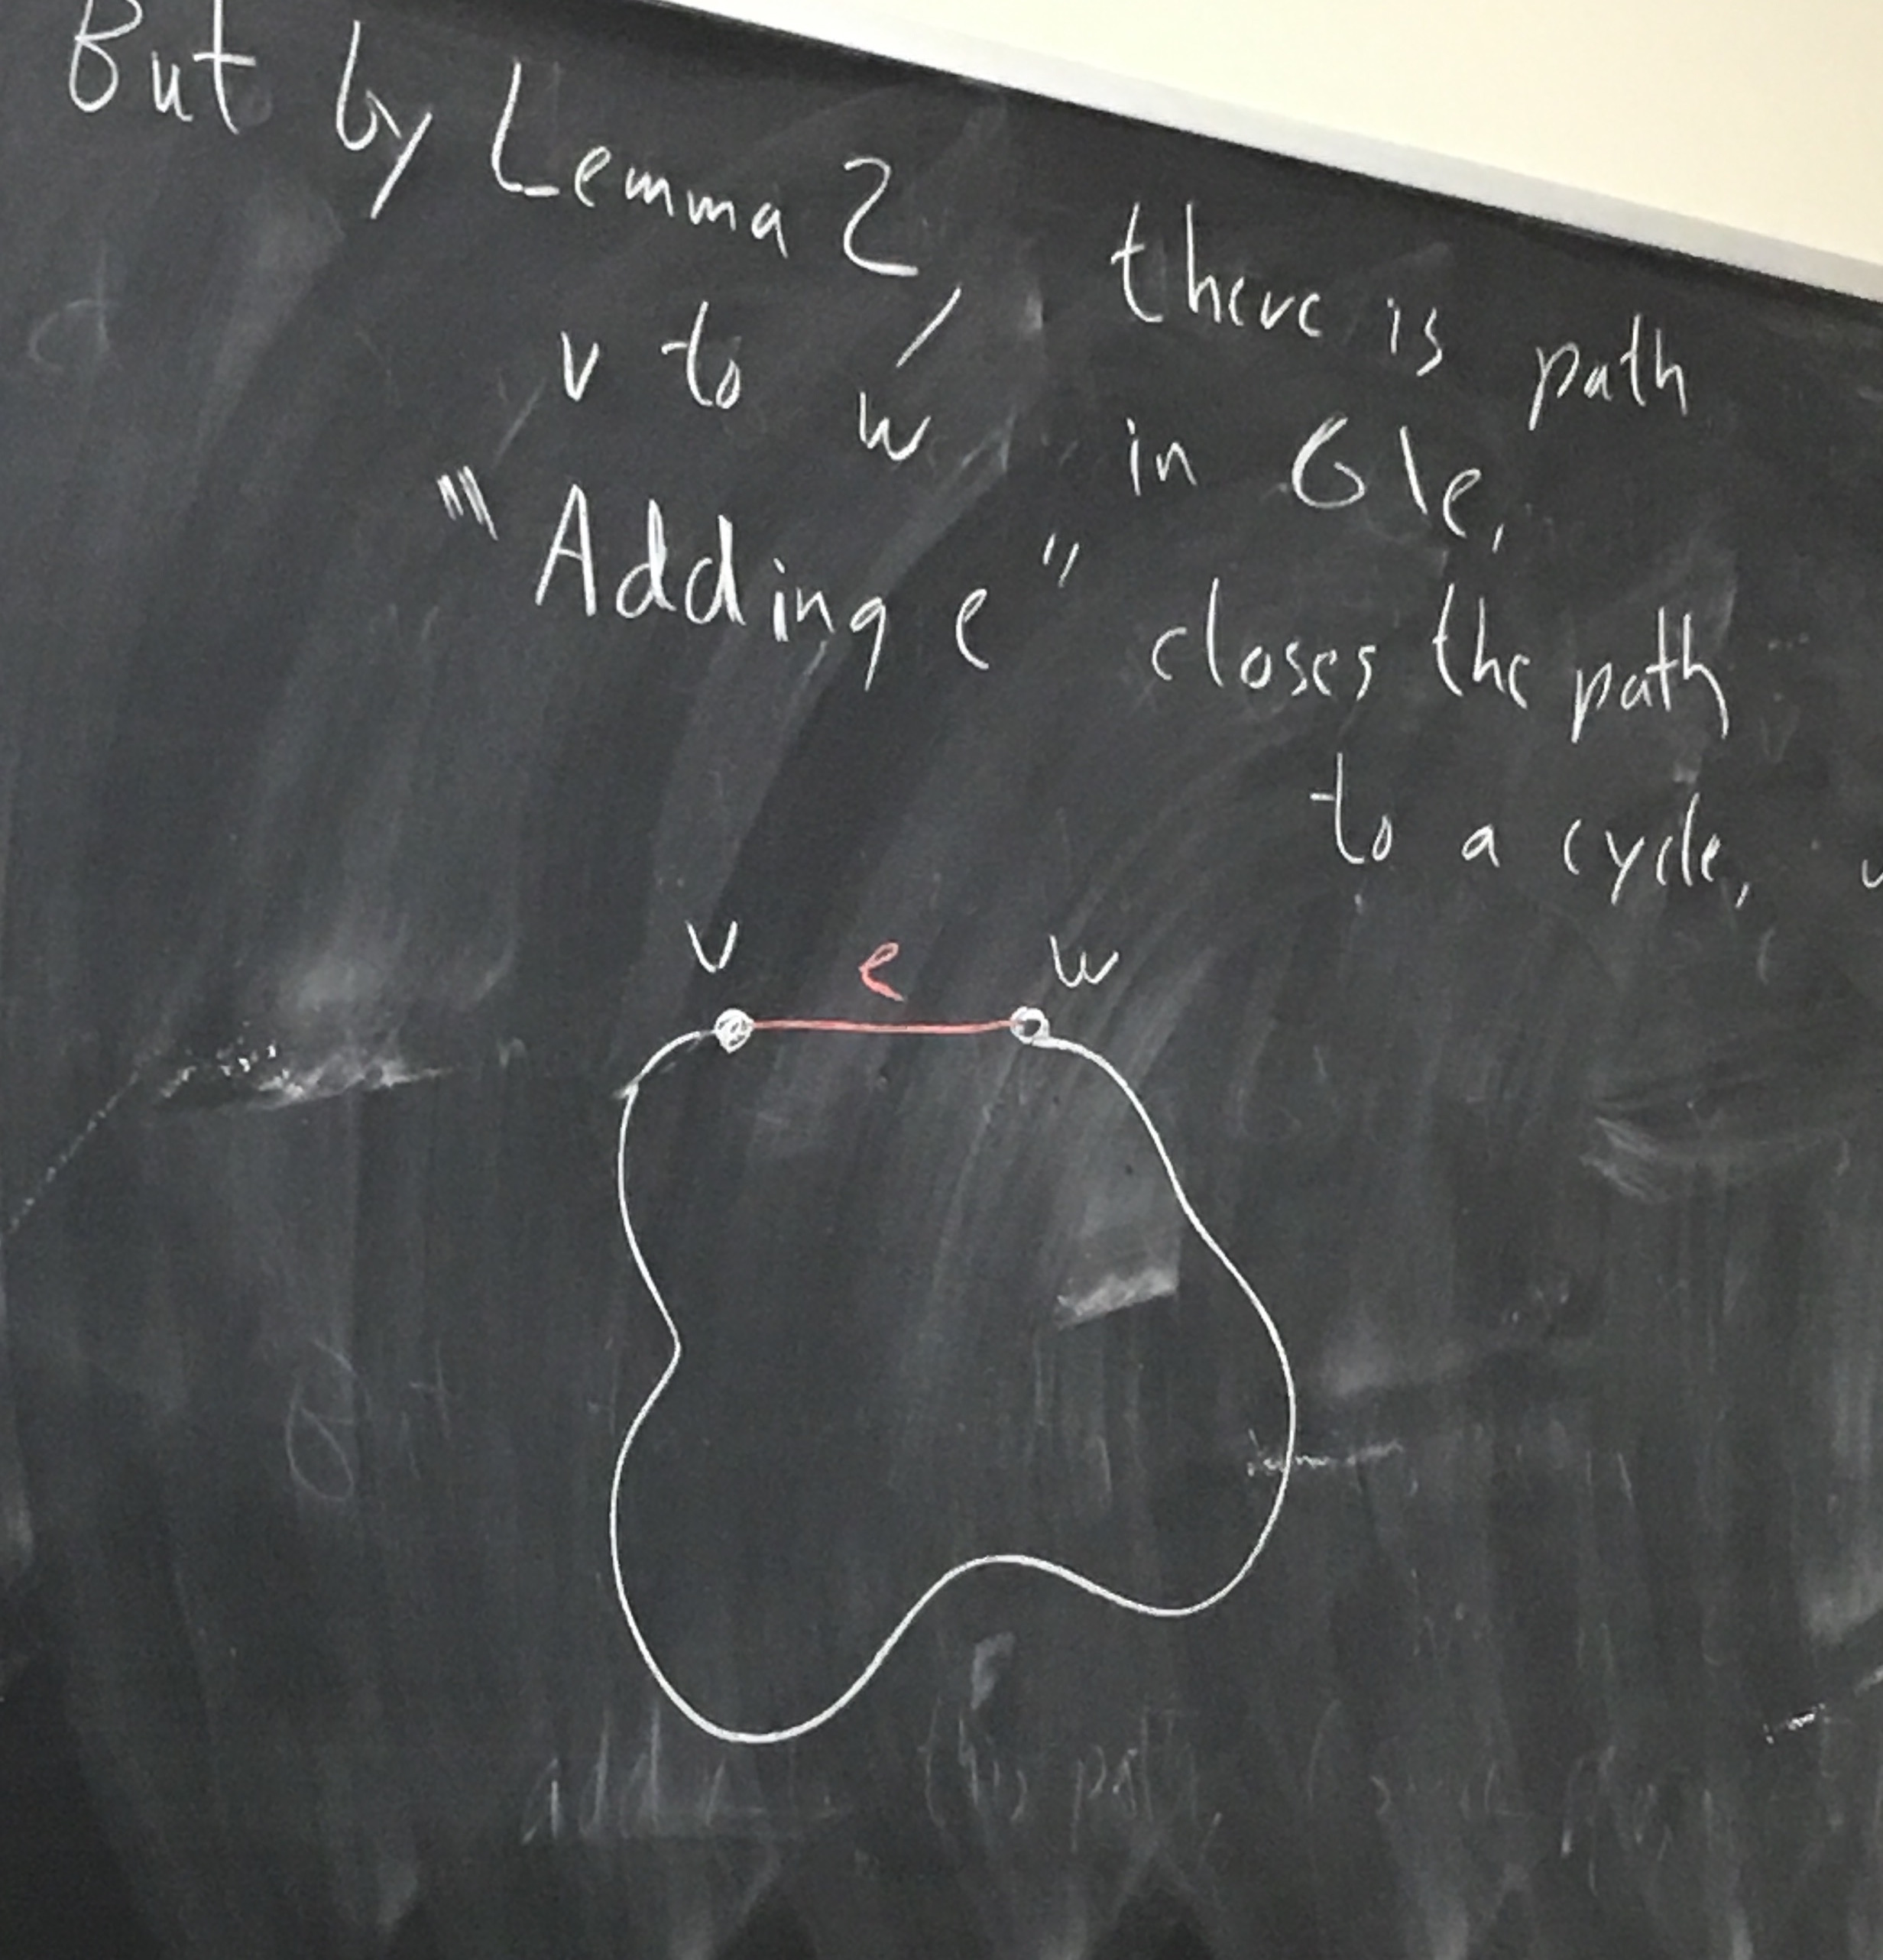 But by Lemma 2, there is path
v to w in G\e.
"Adding e" closes the path
to a cycle,
v e w